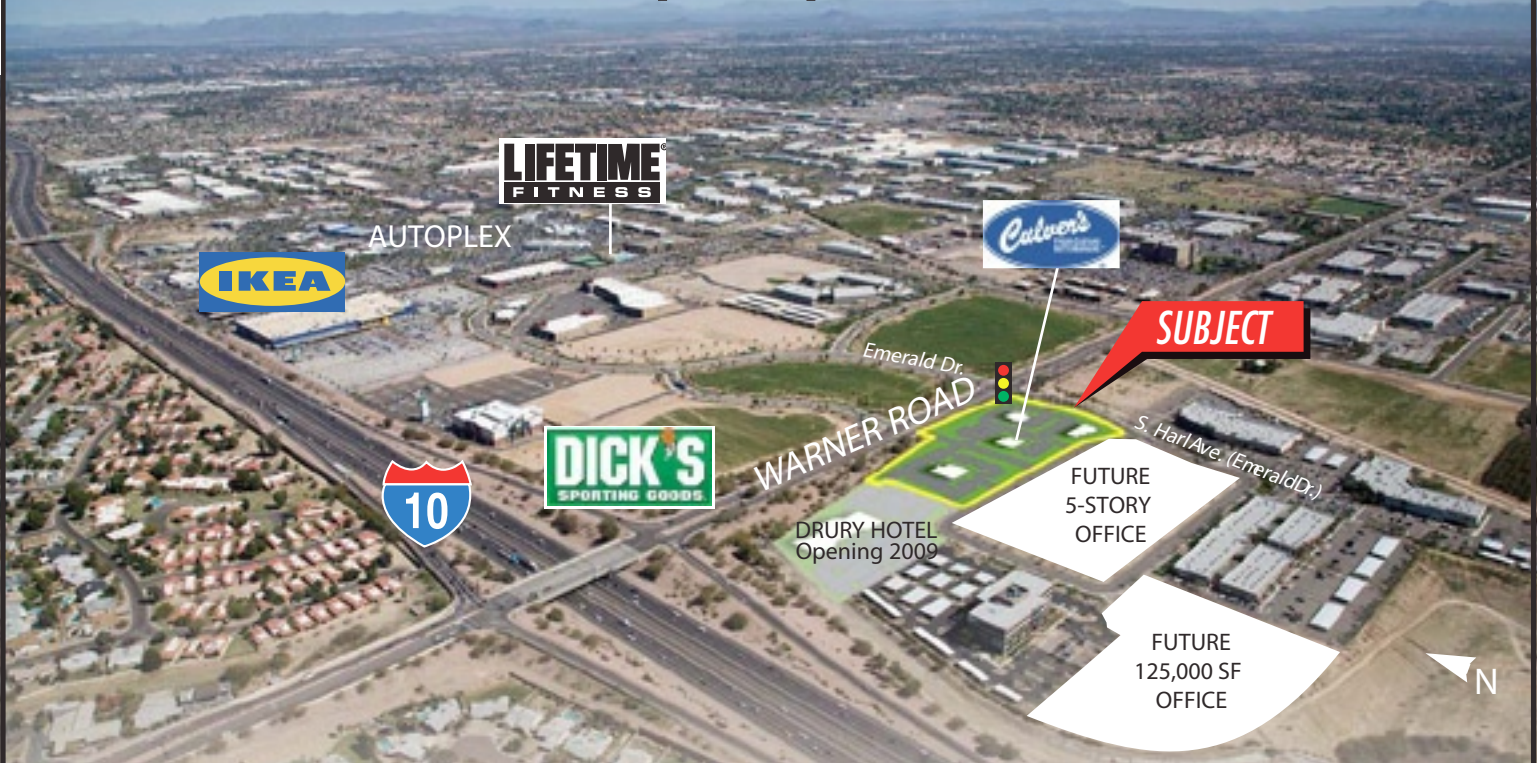 LIFETIME®
FITNESS
AUTOPLEX
IKEA
Culver's
SUBJECT
Emerald Dr.
WARNER ROAD
S. Harl Ave. (Emerald Dr.)
DICK'S
SPORTING GOODS.
10
FUTURE
5-STORY
OFFICE
DRURY HOTEL
Opening 2009
FUTURE
125,000 SF
OFFICE
N